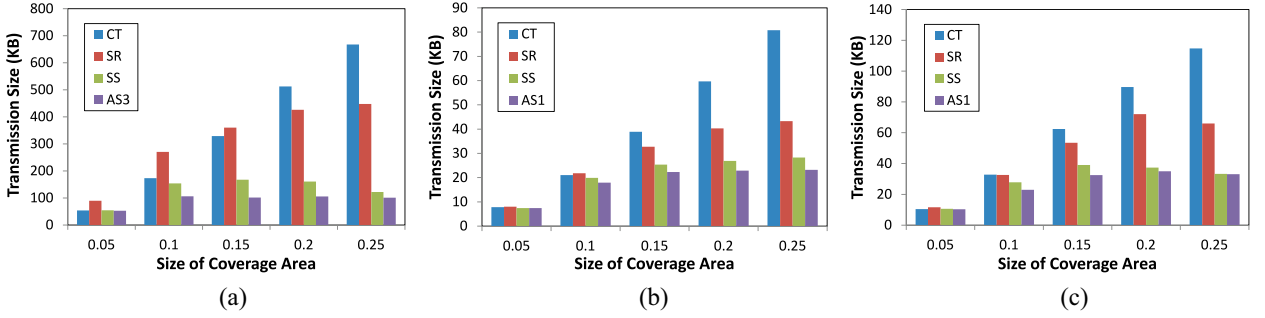 Transmission Size (KB)
800
700
600
500
400
300
200
100
0
CT
SR
SS
AS3
0.05 0.1 0.15 0.2 0.25
Size of Coverage Area
(a)
Transmission Size (KB)
90
80
70
60
50
40
30
20
10
0
CT
SR
SS
AS1
0.05 0.1 0.15 0.2 0.25
Size of Coverage Area
(b)
Transmission Size (KB)
140
120
100
80
60
40
20
0
CT
SR
SS
AS1
0.05 0.1 0.15 0.2 0.25
Size of Coverage Area
(c)